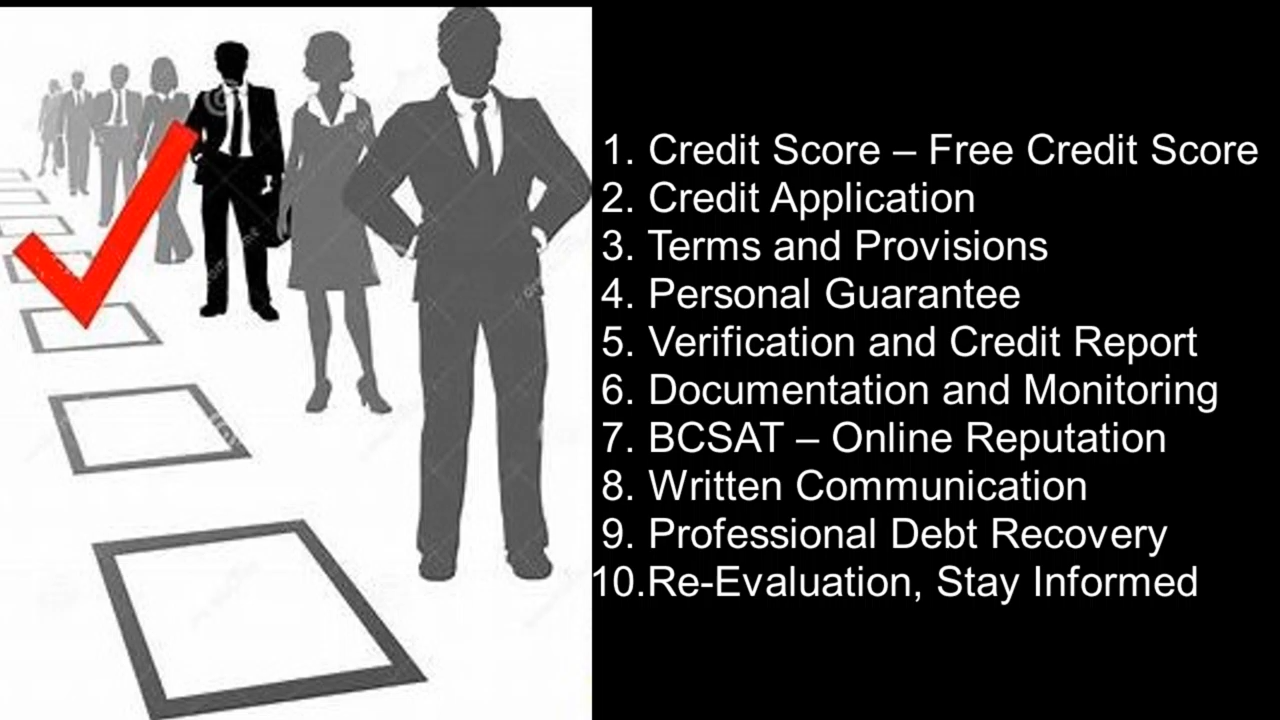 1. Credit Score – Free Credit Score
2. Credit Application
3. Terms and Provisions
4. Personal Guarantee
5. Verification and Credit Report
6. Documentation and Monitoring
7. BCSAT – Online Reputation
8. Written Communication
9. Professional Debt Recovery
10.Re-Evaluation, Stay Informed